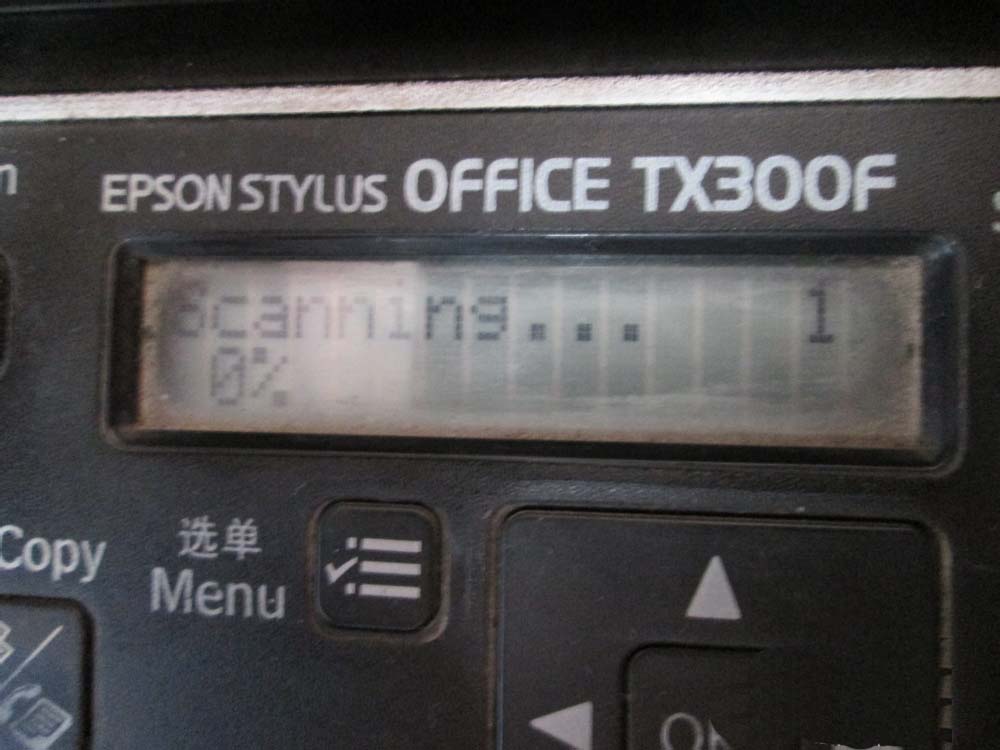 EPSON STYLUS OFFICE TX300F
Scanning... 1
0%
Copy
选单
Menu